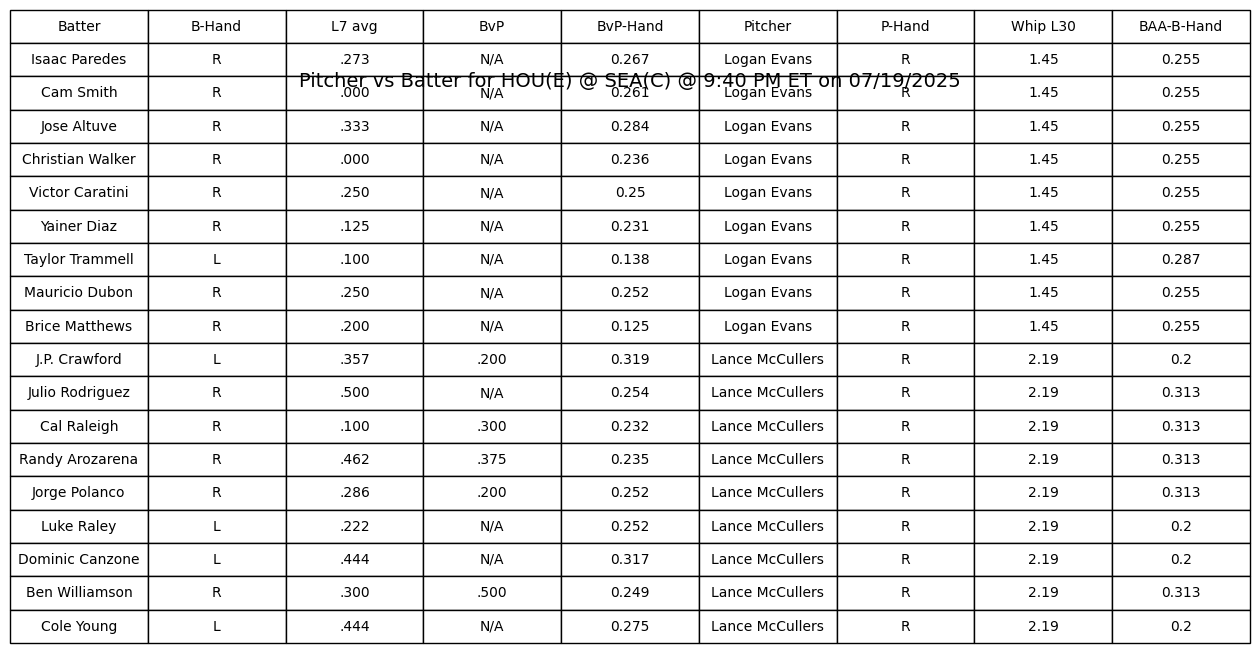 Batter B-Hand L7 avg BvP BvP-Hand Pitcher P-Hand Whip L30 BAA-B-Hand
Isaac Paredes R .273 N/A 0.267 Logan Evans R 1.45 0.255
Pitcher vs Batter for HOU(E) @ SEA(C) @ 9:40 PM ET on 07/19/2025
Cam Smith R .000 N/A 0.261 Logan Evans R 1.45 0.255
Jose Altuve R .333 N/A 0.284 Logan Evans R 1.45 0.255
Christian Walker R .000 N/A 0.236 Logan Evans R 1.45 0.255
Victor Caratini R .250 N/A 0.25 Logan Evans R 1.45 0.255
Yainer Diaz R .125 N/A 0.231 Logan Evans R 1.45 0.255
Taylor Trammell L .100 N/A 0.138 Logan Evans R 1.45 0.287
Mauricio Dubon R .250 N/A 0.252 Logan Evans R 1.45 0.255
Brice Matthews R .200 N/A 0.125 Logan Evans R 1.45 0.255
J.P. Crawford L .357 .200 0.319 Lance McCullers R 2.19 0.2
Julio Rodriguez R .500 N/A 0.254 Lance McCullers R 2.19 0.313
Cal Raleigh R .100 .300 0.232 Lance McCullers R 2.19 0.313
Randy Arozarena R .462 .375 0.235 Lance McCullers R 2.19 0.313
Jorge Polanco R .286 .200 0.252 Lance McCullers R 2.19 0.313
Luke Raley L .222 N/A 0.252 Lance McCullers R 2.19 0.2
Dominic Canzone L .444 N/A 0.317 Lance McCullers R 2.19 0.2
Ben Williamson R .300 .500 0.249 Lance McCullers R 2.19 0.313
Cole Young L .444 N/A 0.275 Lance McCullers R 2.19 0.2